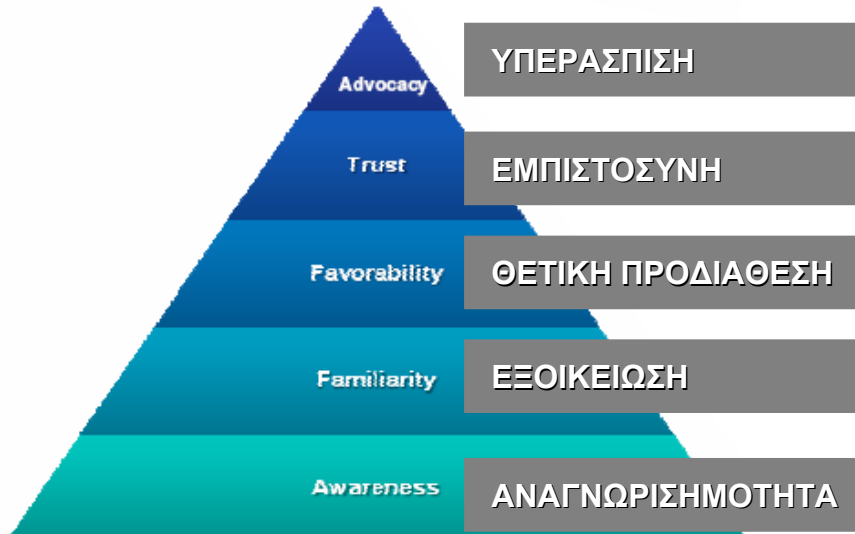 Advocacy ΥΠΕΡΑΣΠΙΣΗ
Trust ΕΜΠΙΣΤΟΣΥΝΗ
Favorability ΘΕΤΙΚΗ ΠΡΟΔΙΑΘΕΣΗ
Familiarity ΕΞΟΙΚΕΙΩΣΗ
Awareness ΑΝΑΓΝΩΡΙΣΗΜΟΤΗΤΑ